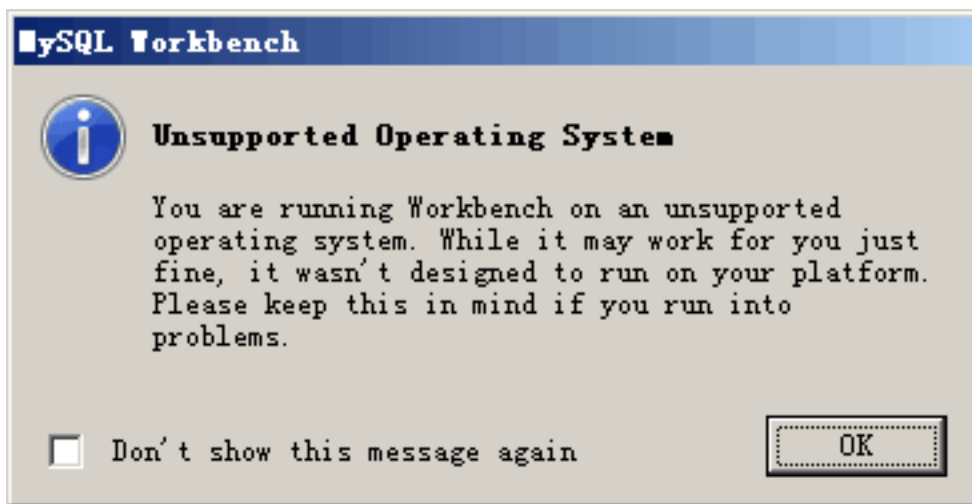 MySQL Workbench
Unsupported Operating System
You are running Workbench on an unsupported
operating system. While it may work for you just
fine, it wasn't designed to run on your platform.
Please keep this in mind if you run into
problems.
Don't show this message again
OK